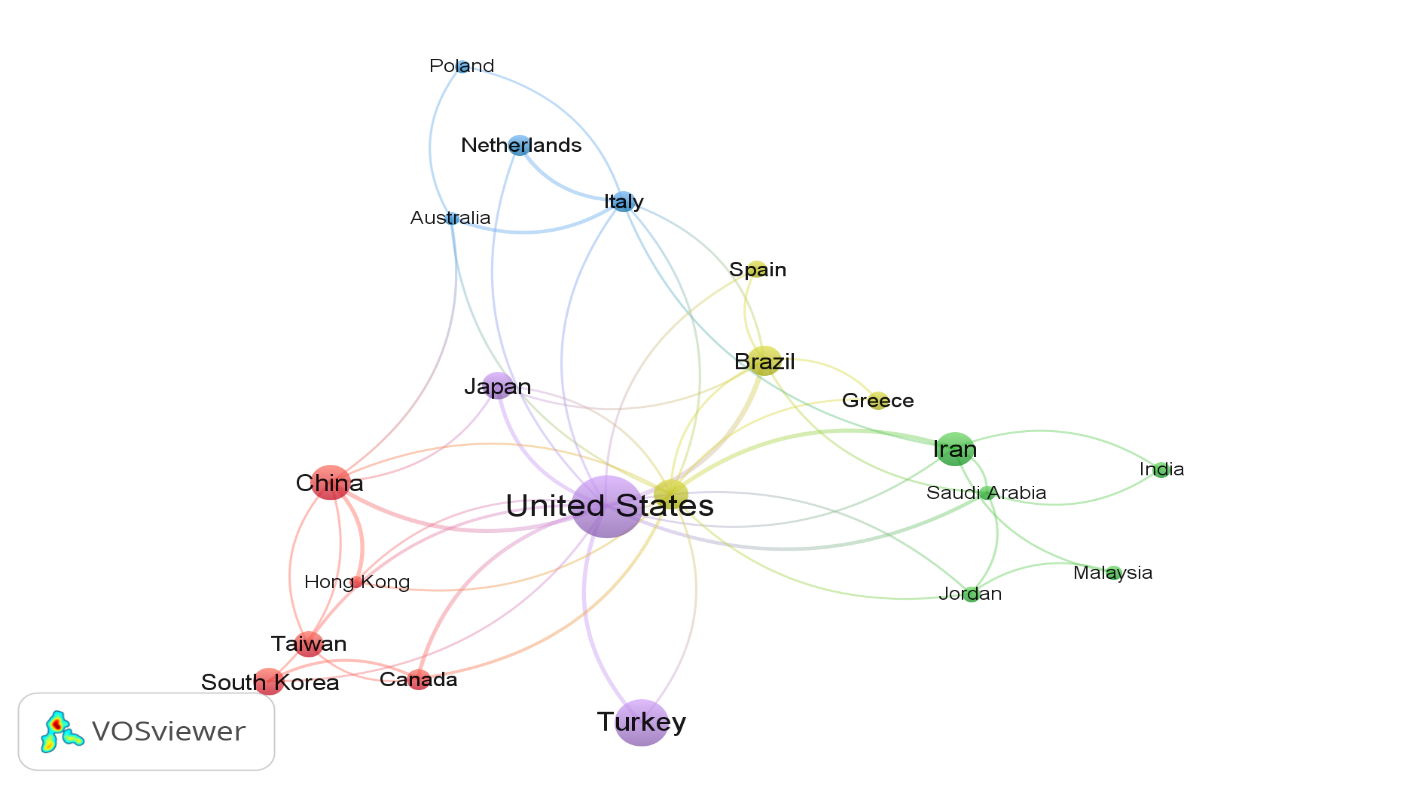 Poland
Netherlands
Italy
Australia
Spain
Brazil
Japan
Greece
Iran
India
China
Saudi Arabia
United States
Hong Kong
Malaysia
Jordan
Taiwan
South Korea
Canada
Turkey
VOSviewer